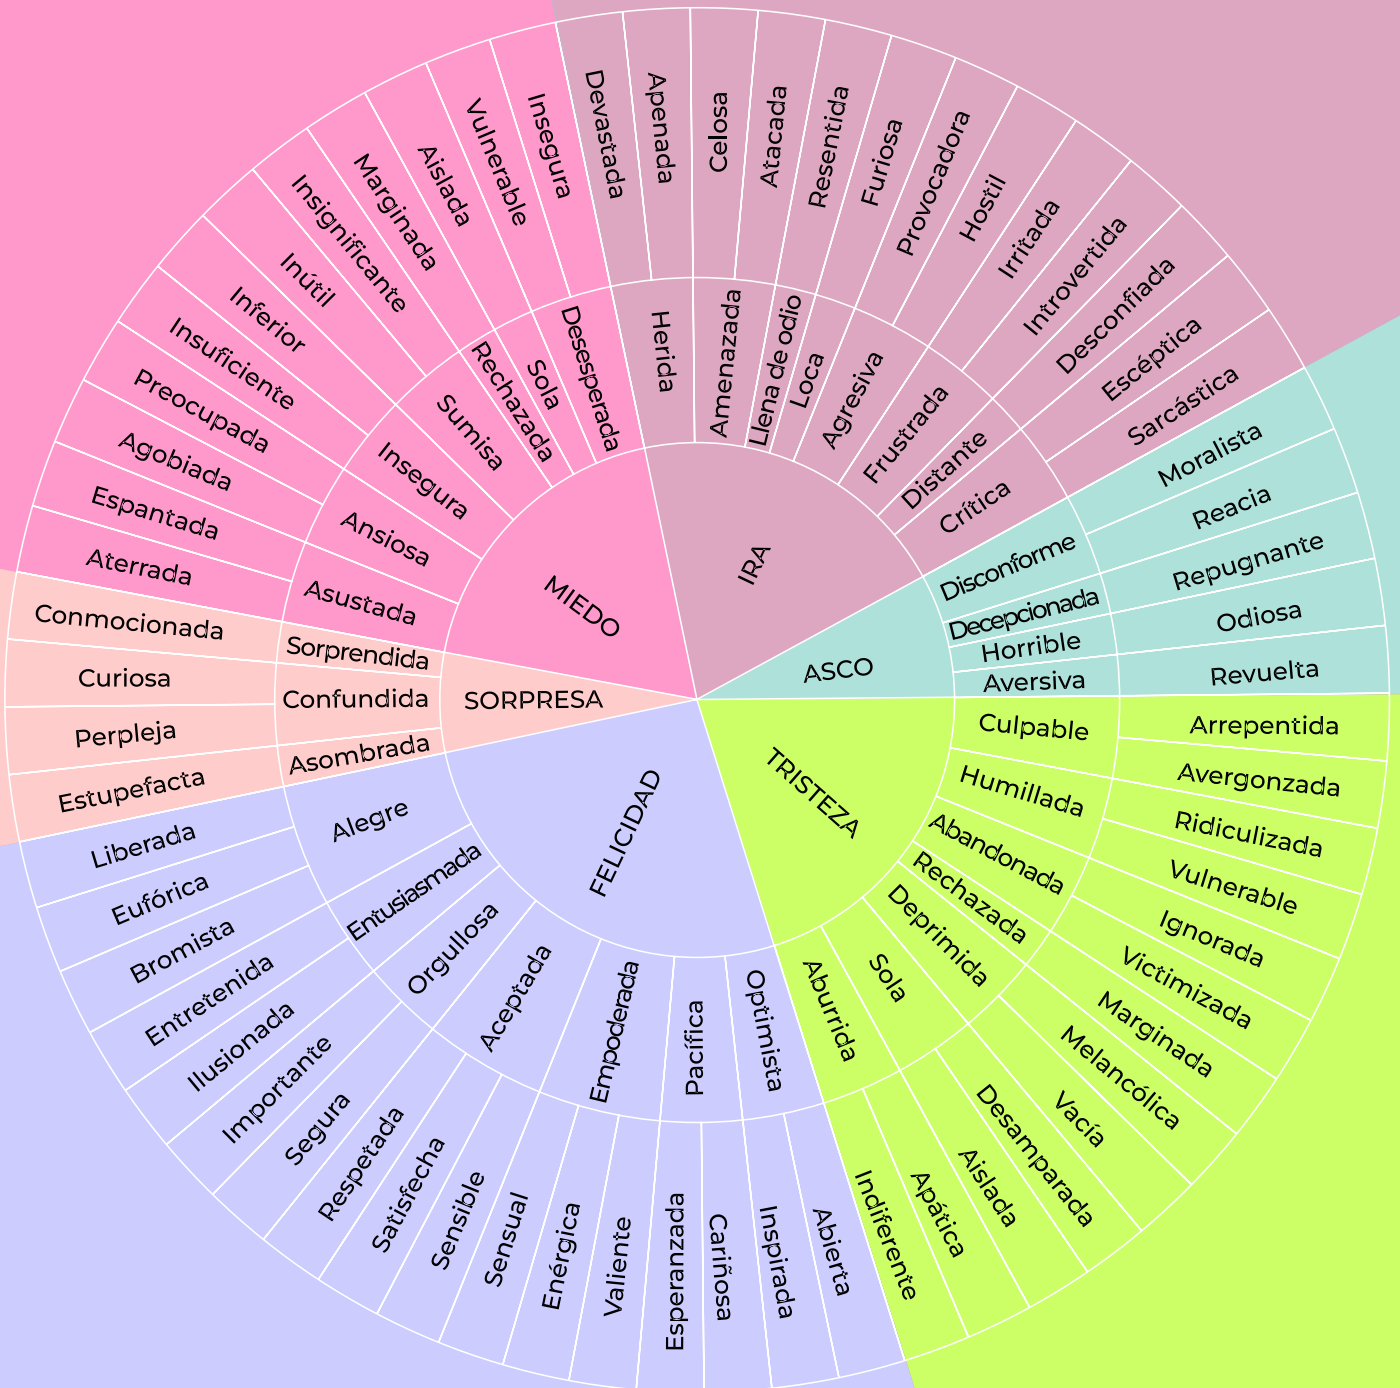 MIEDO
IRA
ASCO
TRISTEZA
FELICIDAD
SORPRESA
Herida
Amenazada
Llena de odio
Loca
Agresiva
Frustrada
Distante
Crítica
Disconforme
Decepcionada
Horrible
Aversiva
Culpable
Humillada
Abandonada
Rechazada
Deprimida
Sola
Aburrida
Optimista
Pacífica
Empoderada
Aceptada
Orgullosa
Entusiasmada
Alegre
Asombrada
Confundida
Sorprendida
Asustada
Ansiosa
Insegura
Sumisa
Rechazada
Sola
Desesperada
Devastada
Apenada
Celosa
Atacada
Resentida
Furiosa
Provocadora
Hostil
Irritada
Introvertida
Desconfiada
Escéptica
Sarcástica
Moralista
Reacia
Repugnante
Odiosa
Revuelta
Arrepentida
Avergonzada
Ridiculizada
Vulnerable
Ignorada
Victimizada
Marginada
Melancólica
Vacía
Desamparada
Aislada
Apática
Indiferente
Abierta
Inspirada
Cariñosa
Esperanzada
Valiente
Enérgica
Sensual
Sensible
Satisfecha
Respetada
Segura
Importante
Ilusionada
Entretenida
Bromista
Eufórica
Liberada
Estupefacta
Perpleja
Curiosa
Conmocionada
Aterrada
Espantada
Agobiada
Preocupada
Insuficiente
Inferior
Inútil
Insignificante
Marginada
Aislada
Vulnerable
Insegura